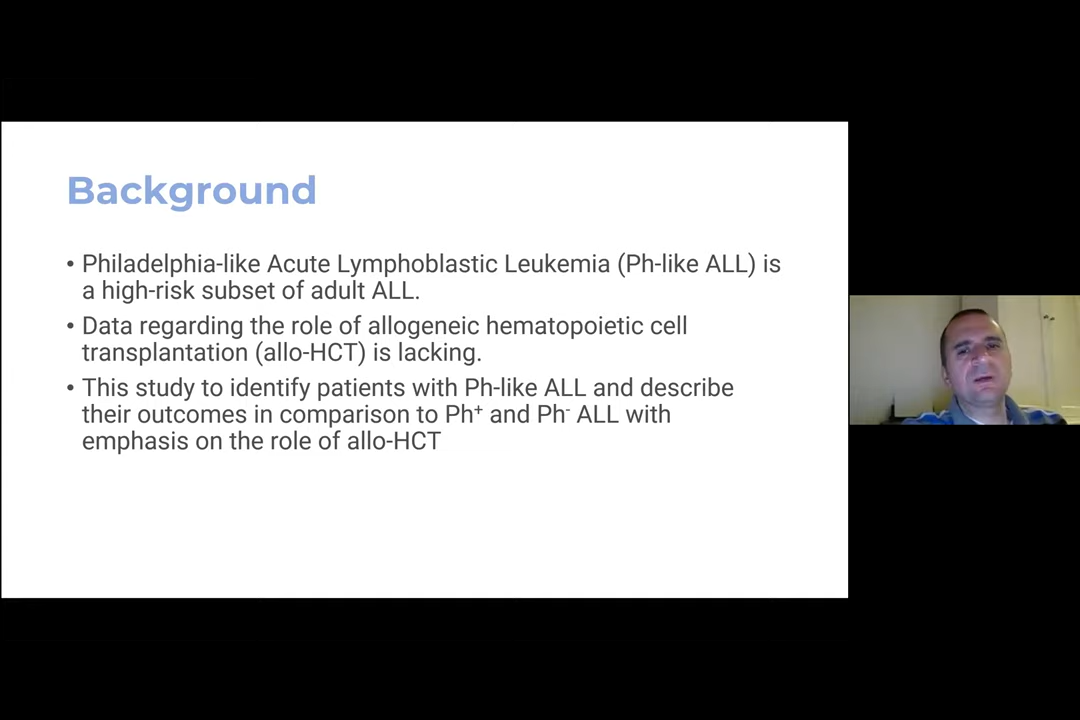 Background
• Philadelphia-like Acute Lymphoblastic Leukemia (Ph-like ALL) is
a high-risk subset of adult ALL.
• Data regarding the role of allogeneic hematopoietic cell
transplantation (allo-HCT) is lacking.
• This study to identify patients with Ph-like ALL and describe
their outcomes in comparison to Ph⁺ and Ph⁻ ALL with
emphasis on the role of allo-HCT